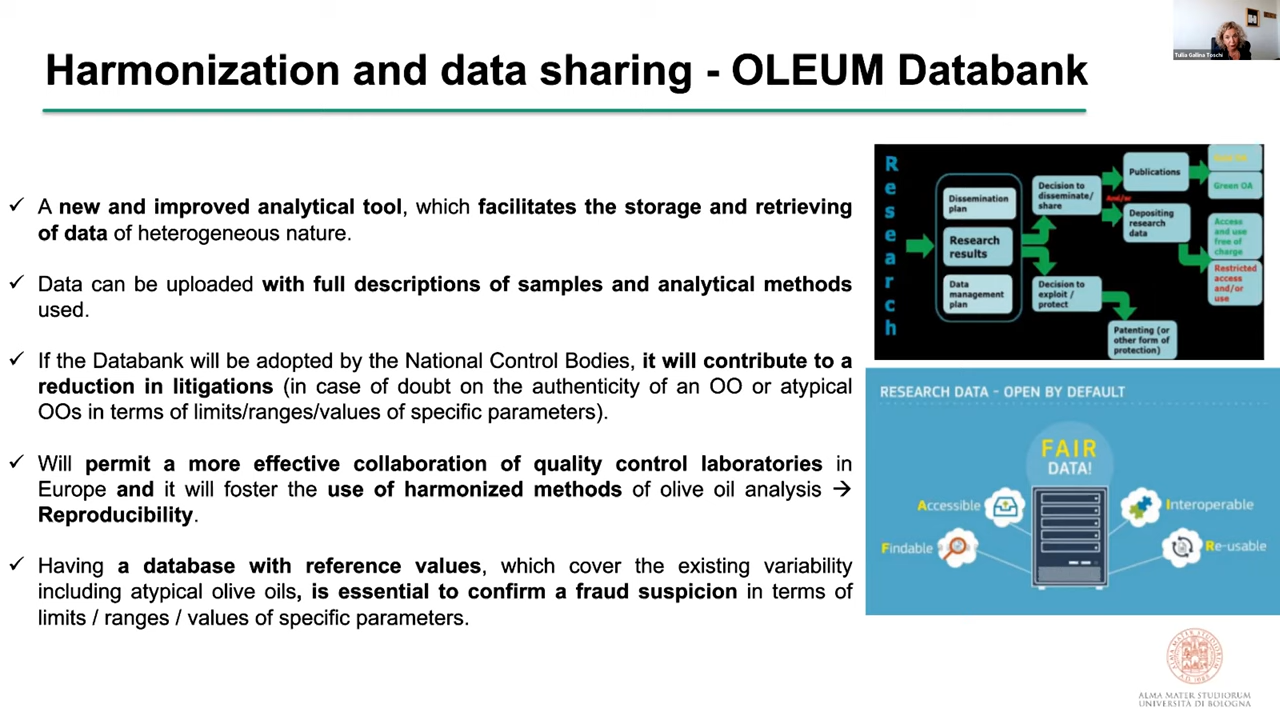 Tullia Gallina Toschi
Harmonization and data sharing - OLEUM Databank
✓ A new and improved analytical tool, which facilitates the storage and retrieving
of data of heterogeneous nature.
✓ Data can be uploaded with full descriptions of samples and analytical methods
used.
✓ If the Databank will be adopted by the National Control Bodies, it will contribute to a
reduction in litigations (in case of doubt on the authenticity of an OO or atypical
OOs in terms of limits/ranges/values of specific parameters).
✓ Will permit a more effective collaboration of quality control laboratories in
Europe and it will foster the use of harmonized methods of olive oil analysis →
Reproducibility.
✓ Having a database with reference values, which cover the existing variability
including atypical olive oils, is essential to confirm a fraud suspicion in terms of
limits / ranges / values of specific parameters.
Research
Dissemination
plan
Research
results
Data
management
plan
Decision to
disseminate/
share
And/or
Decision to
exploit /
protect
Publications
Depositing
research
data
Patenting (or
other form of
protection)
Green OA
Access
and use
free of
charge
Restricted
access
and/or
use
RESEARCH DATA - OPEN BY DEFAULT
FAIR
DATA!
Accessible
Interoperable
Findable
Re-usable
ALMA MATER STUDIORUM
UNIVERSITÀ DI BOLOGNA